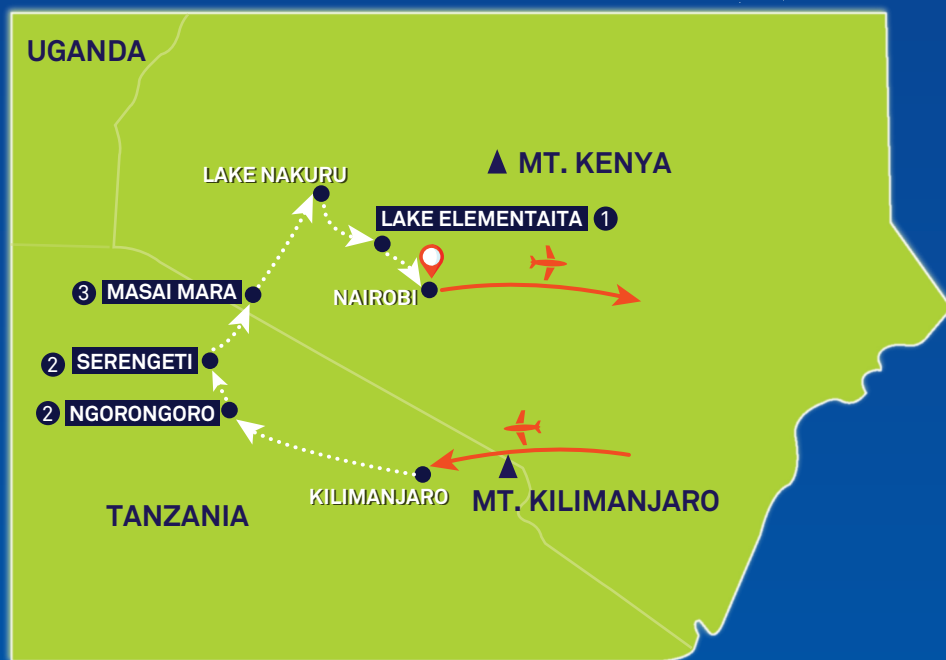 UGANDA
MT. KENYA
LAKE NAKURU
LAKE ELEMENTAITA 1
NAIROBI
3 MASAI MARA
2 SERENGETI
2 NGORONGORO
KILIMANJARO
MT. KILIMANJARO
TANZANIA